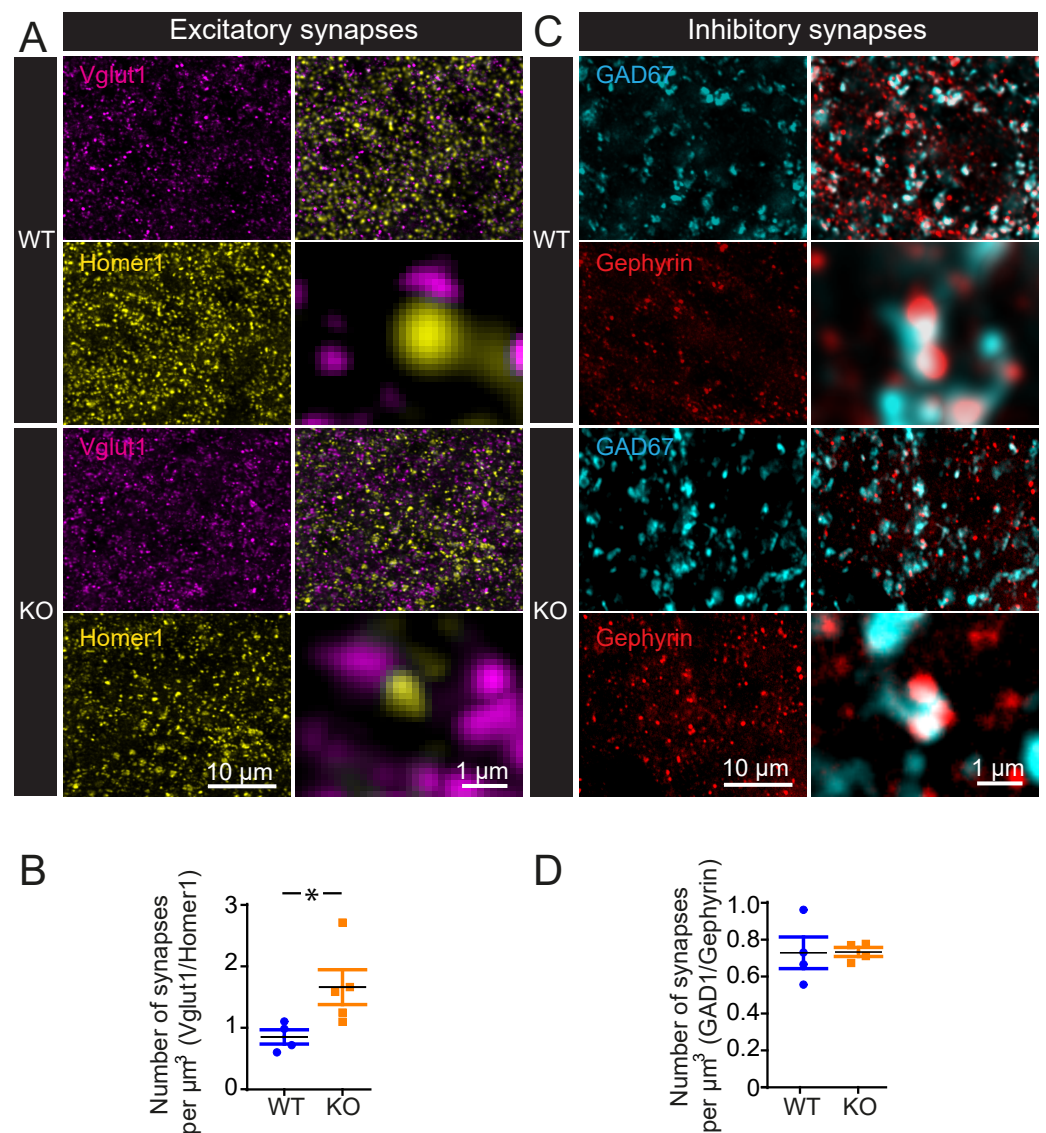 A
Excitatory synapses
WT
Vglut1
Homer1
KO
Vglut1
Homer1
10 µm
1 µm
C
Inhibitory synapses
WT
GAD67
Gephyrin
KO
GAD67
Gephyrin
10 µm
1 µm
B
Number of synapses
per µm³ (Vglut1/Homer1)
3
2
1
0
*
WT
KO
D
Number of synapses
per µm³ (GAD1/Gephyrin)
1.0
0.8
0.6
0.4
0.2
0
WT
KO